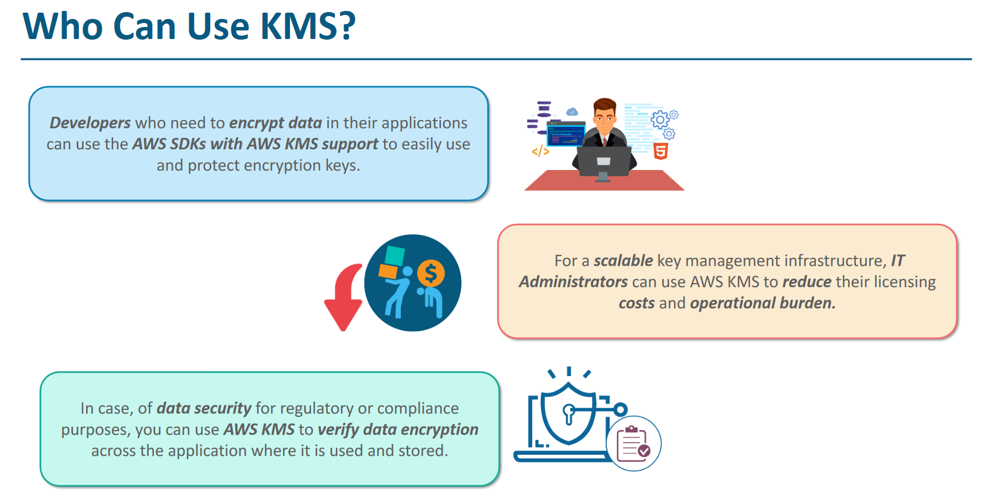 Who Can Use KMS?
Developers who need to encrypt data in their applications
can use the AWS SDKs with AWS KMS support to easily use
and protect encryption keys.
</>
5
$
For a scalable key management infrastructure, IT
Administrators can use AWS KMS to reduce their licensing
costs and operational burden.
In case, of data security for regulatory or compliance
purposes, you can use AWS KMS to verify data encryption
across the application where it is used and stored.